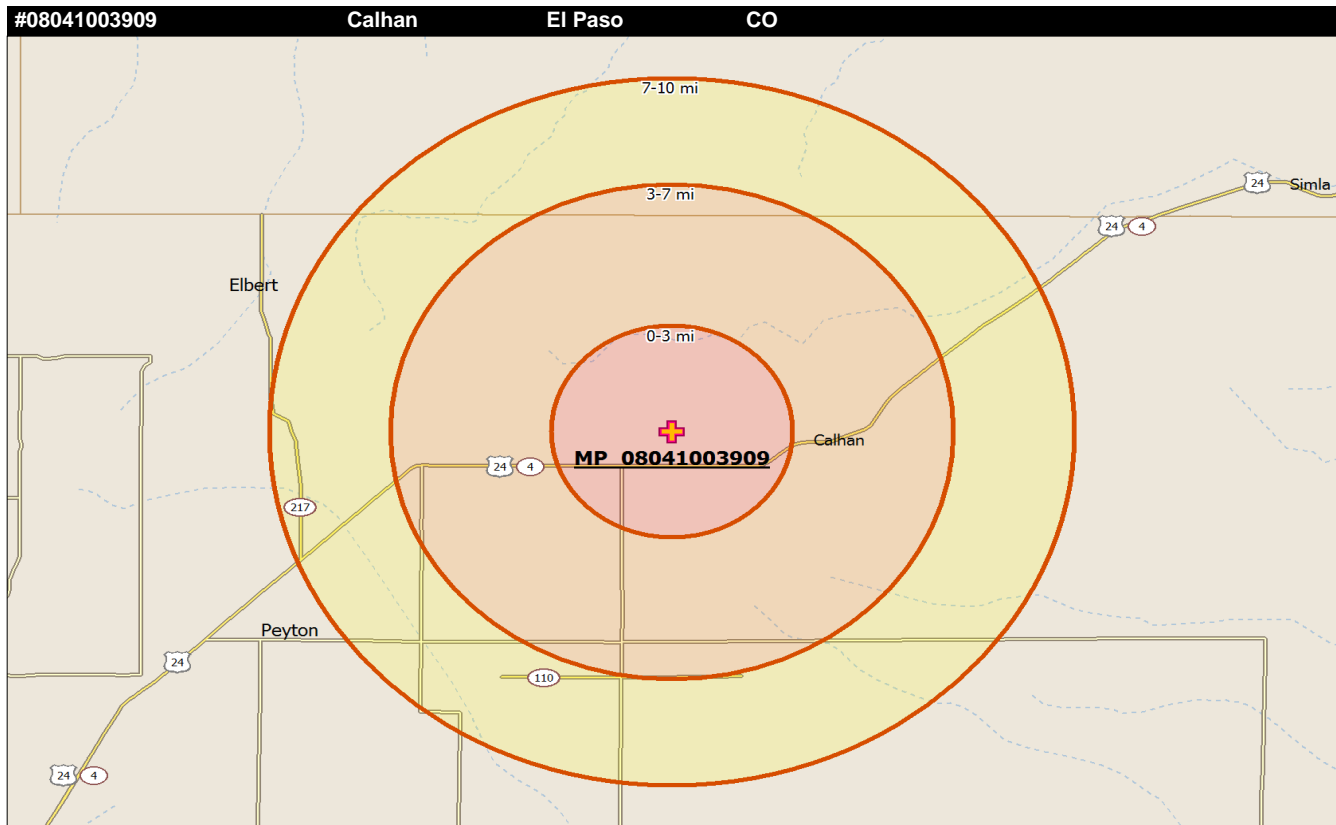 #08041003909 Calhan El Paso CO
7-10 mi
3-7 mi
24 Simla
24 4
Elbert
0-3 mi
Calhan
MP 08041003909
24 4
217
Peyton
24
110
24 4